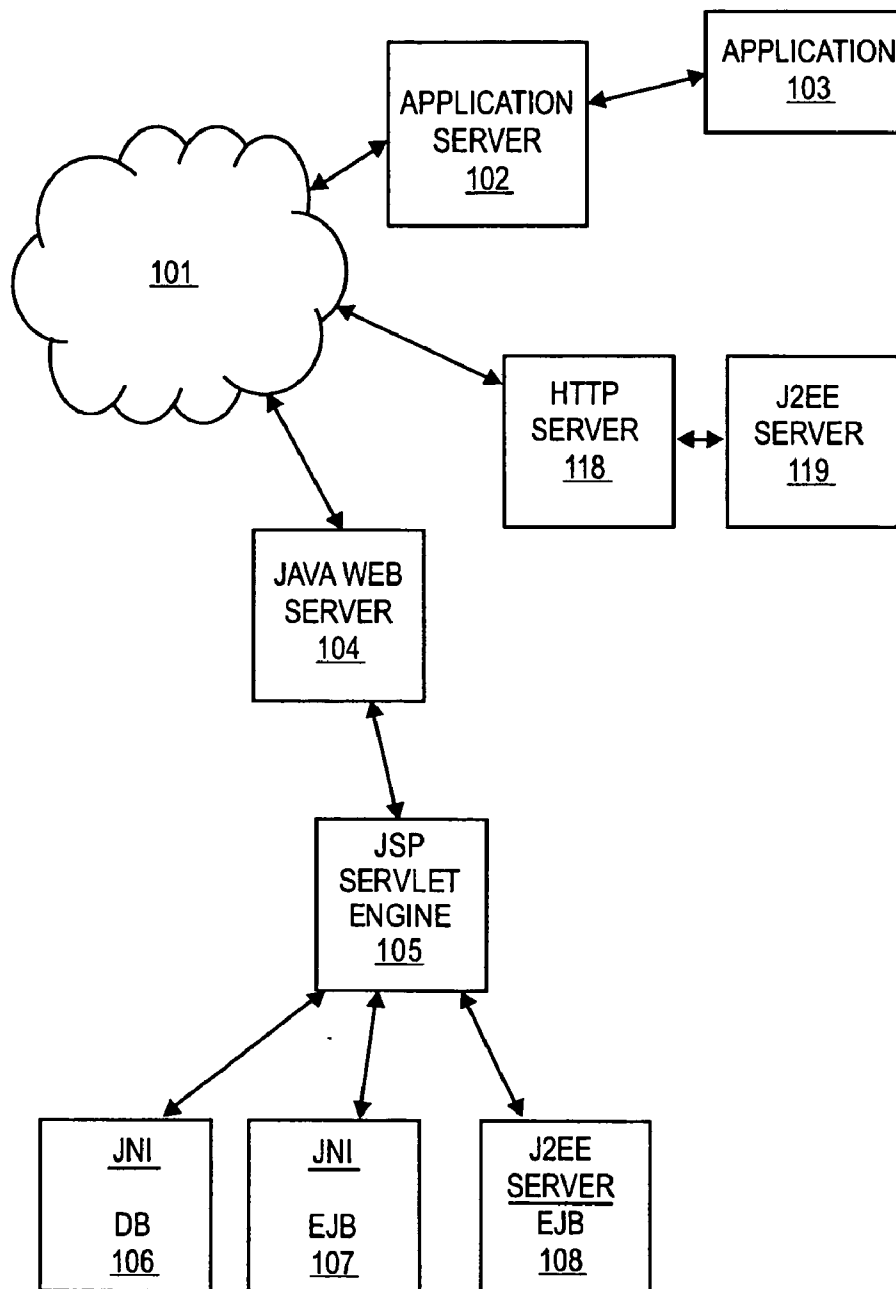 APPLICATION
103
APPLICATION
SERVER
102
101
HTTP
SERVER
118
J2EE
SERVER
119
JAVA WEB
SERVER
104
JSP
SERVLET
ENGINE
105
JNI
DB
106
JNI
EJB
107
J2EE
SERVER
EJB
108